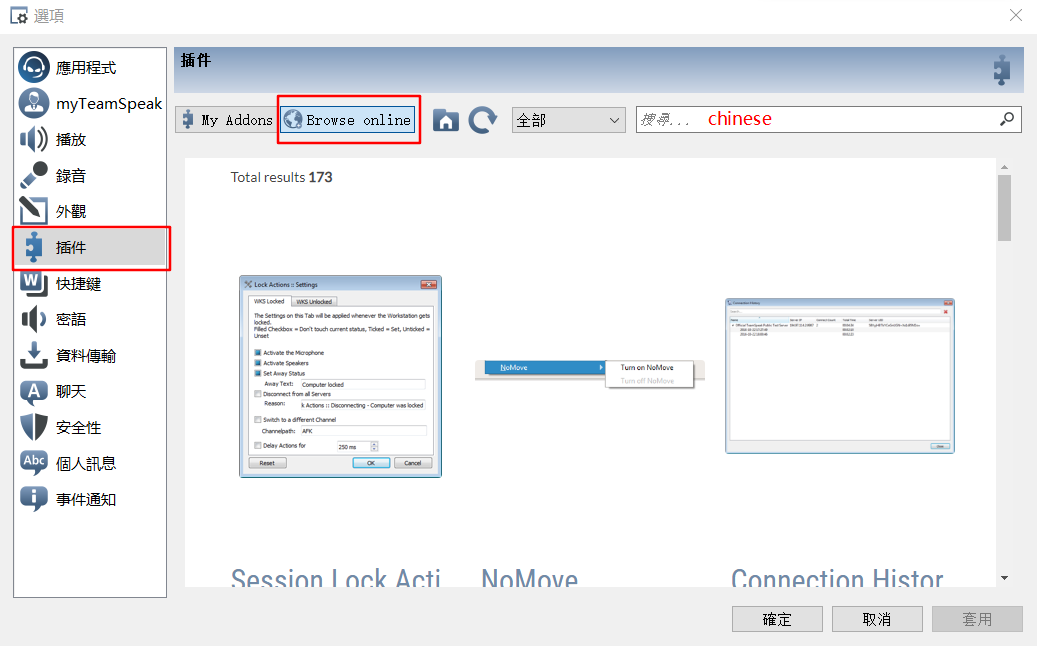 選項
應用程式
myTeamSpeak
播放
錄音
外觀
插件
快捷鍵
密語
資料傳輸
聊天
安全性
個人訊息
事件通知
插件
My Addons
Browse online
全部
搜尋... chinese
Total results 173
Lock Actions :: Settings
WKS Locked WKS Unlocked
The Settings on this Tab will be applied whenever the Workstation gets
locked.
Filled Checkbox = Don't touch current status, Ticked = Set, Unticked =
Unset
Activate the Microphone
Activate Speakers
Set Away Status
Away Text: Computer locked
Disconnect from all Servers
Reason: k Actions :: Disconnecting - Computer was locked
Switch to a different Channel
Channelpath: AFK
Delay Actions for 250 ms
Reset OK Cancel
NoMove
Turn on NoMove
Turn off NoMove
Connection History
Session Lock Acti
NoMove
Connection Histor
確定
取消
套用